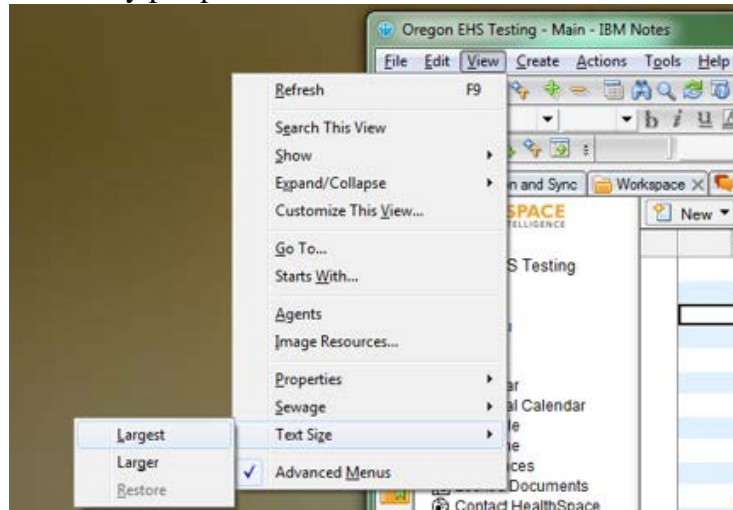 Oregon EHS Testing - Main - IBM Notes
File Edit View Create Actions Tools Help
Refresh F9
Search This View
Show
Expand/Collapse
Customize This View...
Go To...
Starts With...
Agents
Image Resources...
Properties
Sewage
Text Size
Advanced Menus
Largest
Larger
Restore
b i u
n and Sync Workspace
SPACE
New
S Testing
al Calendar
Documents
Contact HealthSpace